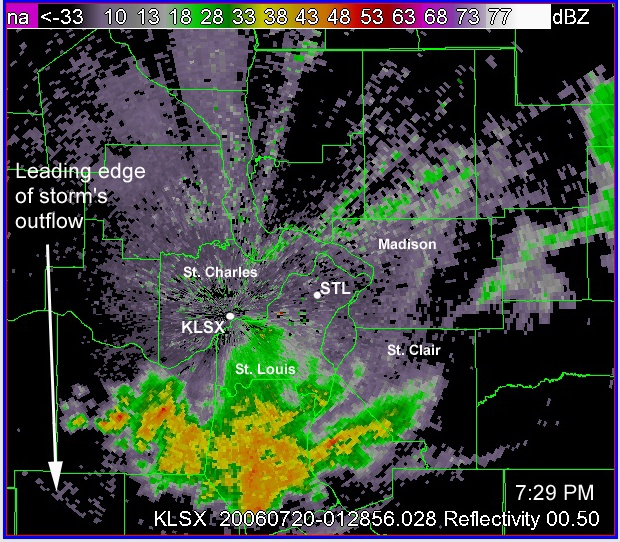 na <-33 10 13 18 28 33 38 43 48 53 63 68 73 77 dBZ
Leading edge
of storm's
outflow
Madison
St. Charles
STL
KLSX
St. Clair
St. Louis
7:29 PM
KLSX 20060720-012856.028 Reflectivity 00.50